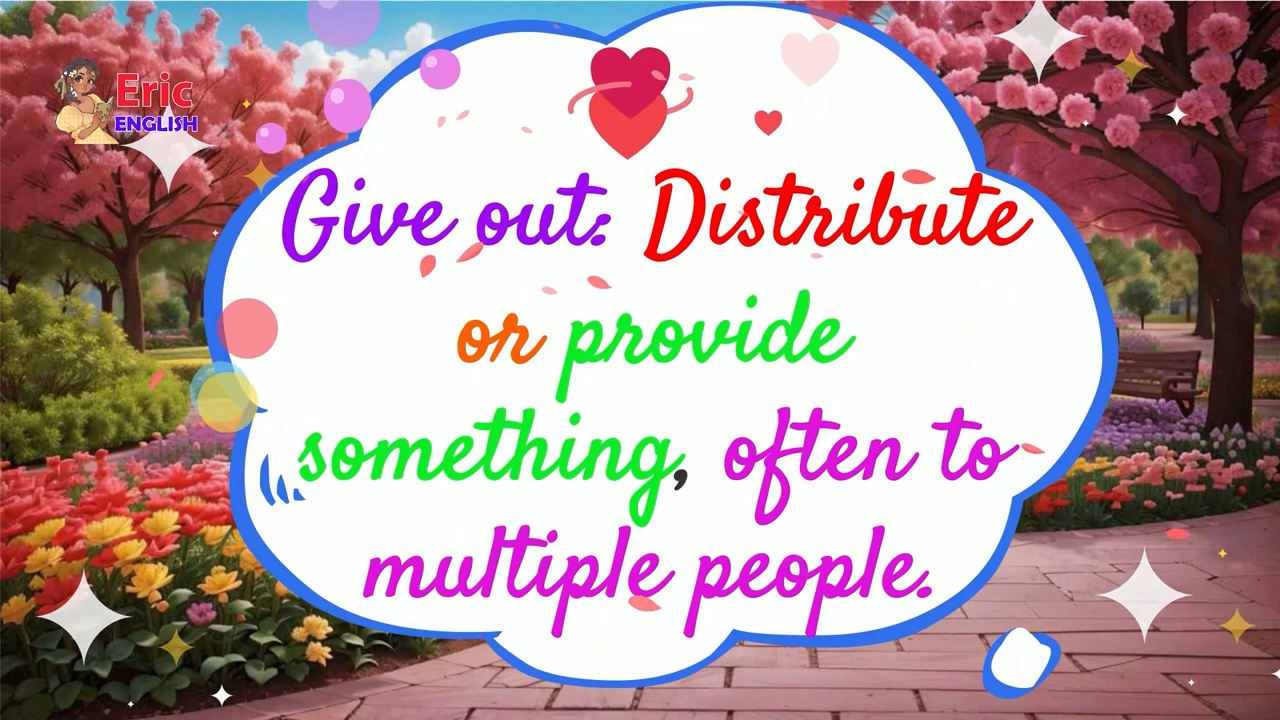 Eric
ENGLISH
Give out: Distribute
or provide
something, often to
multiple people.